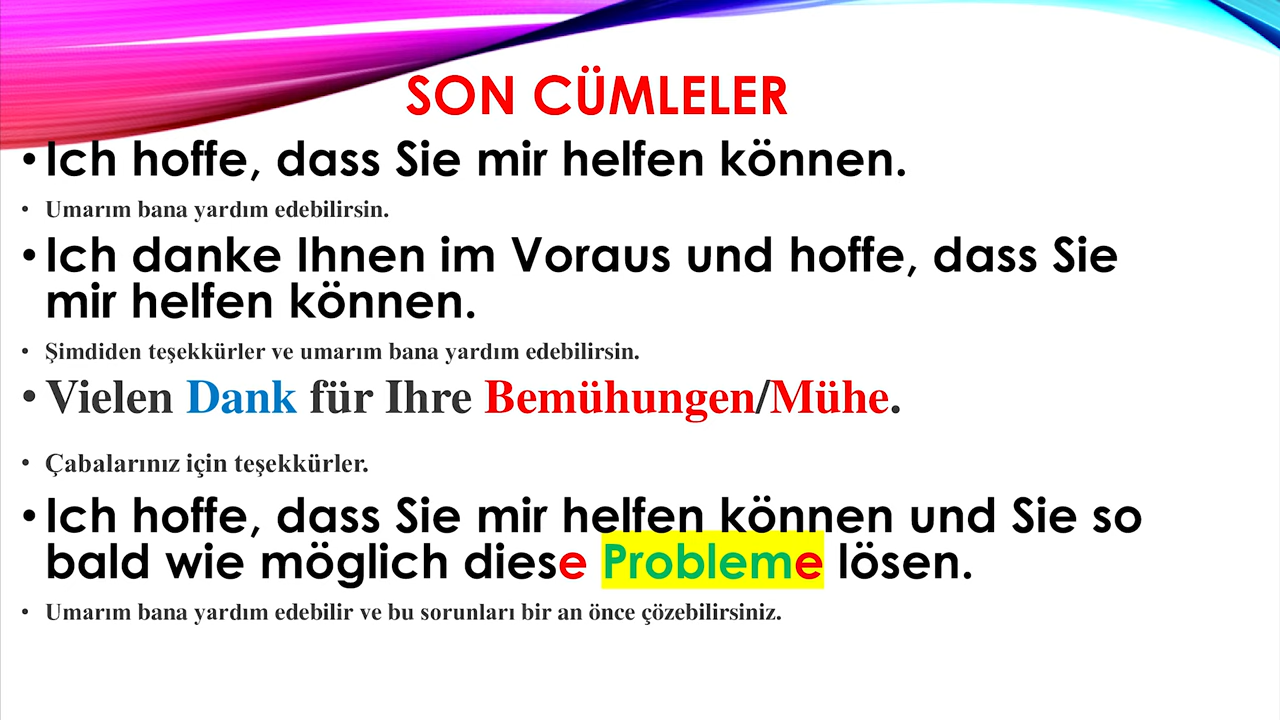 SON CÜMLELER
• Ich hoffe, dass Sie mir helfen können.
• Umarım bana yardım edebilirsin.
• Ich danke Ihnen im Voraus und hoffe, dass Sie
mir helfen können.
• Şimdiden teşekkürler ve umarım bana yardım edebilirsin.
• Vielen Dank für Ihre Bemühungen/Mühe.
• Çabalarınız için teşekkürler.
• Ich hoffe, dass Sie mir helfen können und Sie so
bald wie möglich diese Probleme lösen.
• Umarım bana yardım edebilir ve bu sorunları bir an önce çözebilirsiniz.